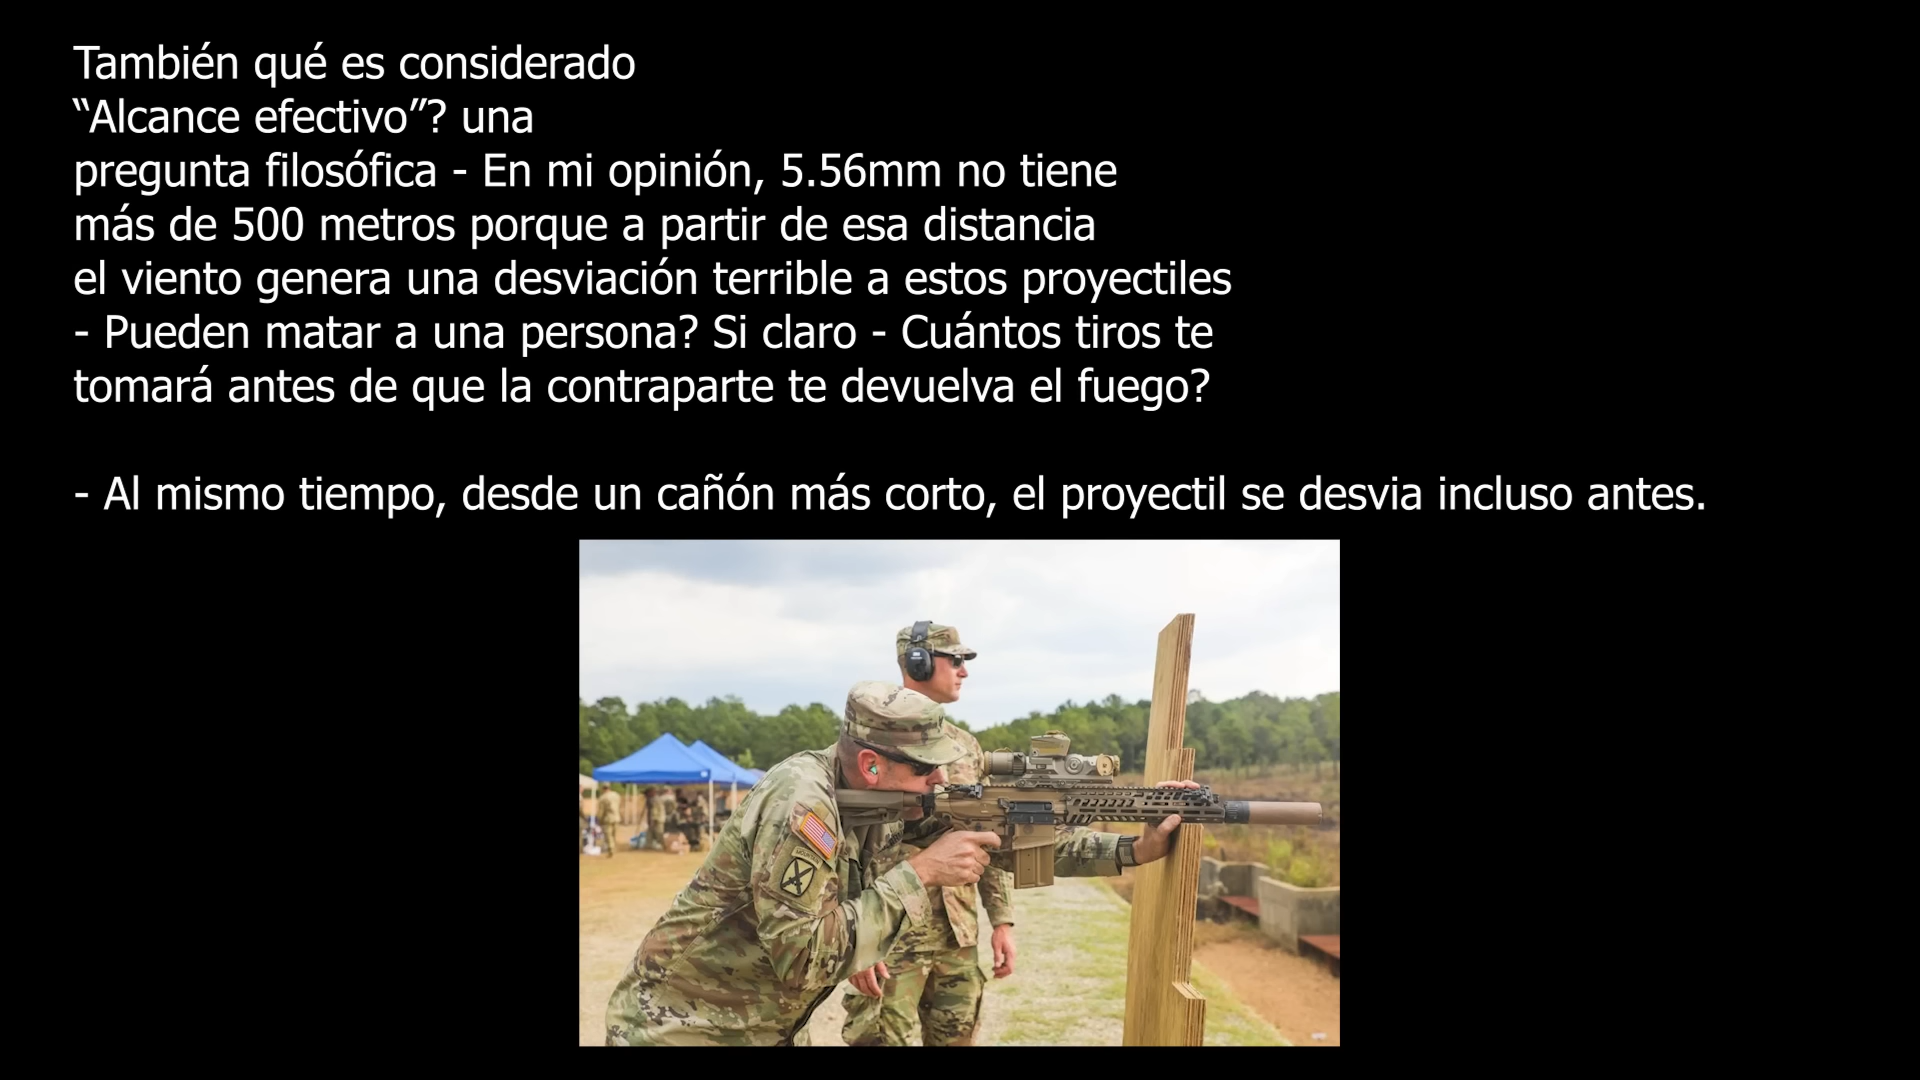 También qué es considerado
“Alcance efectivo”? una
pregunta filosófica - En mi opinión, 5.56mm no tiene
más de 500 metros porque a partir de esa distancia
el viento genera una desviación terrible a estos proyectiles
- Pueden matar a una persona? Si claro - Cuántos tiros te
tomará antes de que la contraparte te devuelva el fuego?
- Al mismo tiempo, desde un cañón más corto, el proyectil se desvia incluso antes.